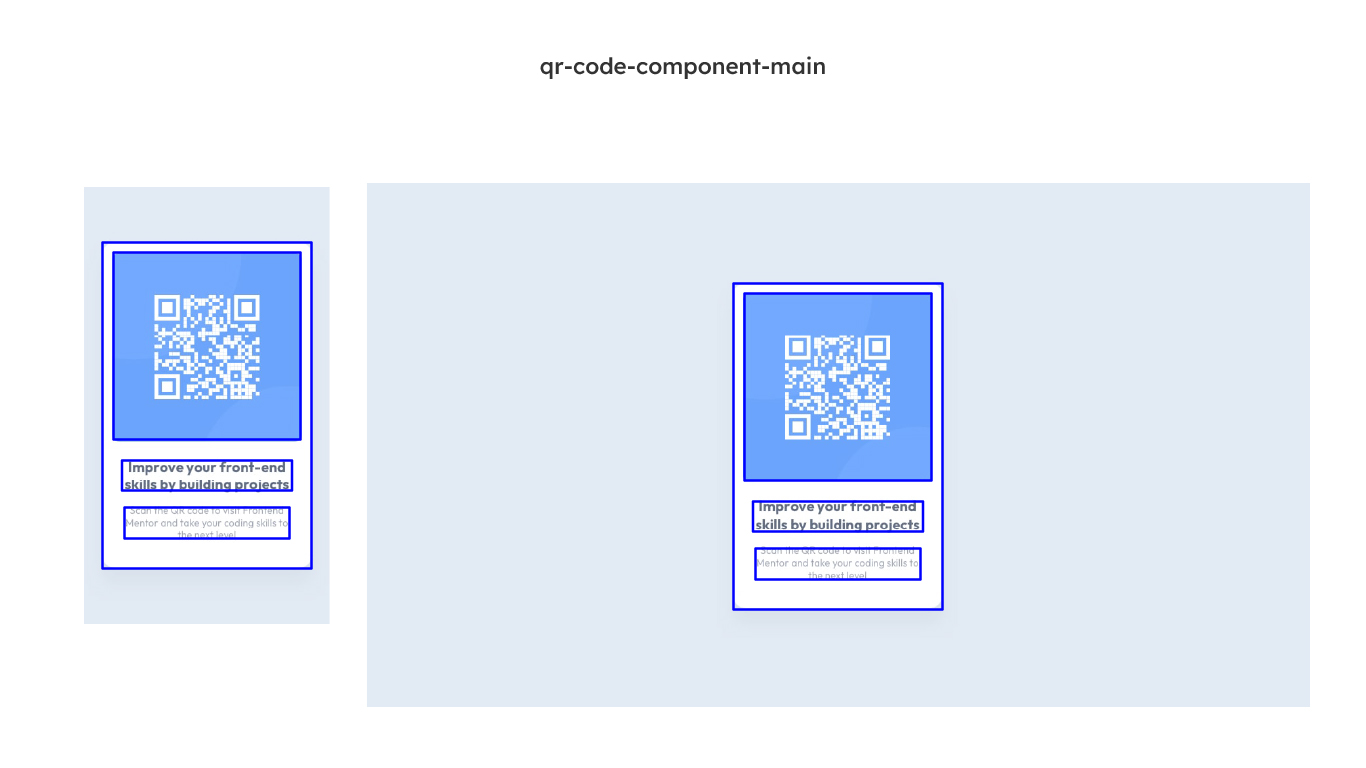 qr-code-component-main
Improve your front-end
skills by building projects
Scan the QR code to visit Frontend
Mentor and take your coding skills to
the next level
Improve your front-end
skills by building projects
Scan the QR code to visit Frontend
Mentor and take your coding skills to
the next level